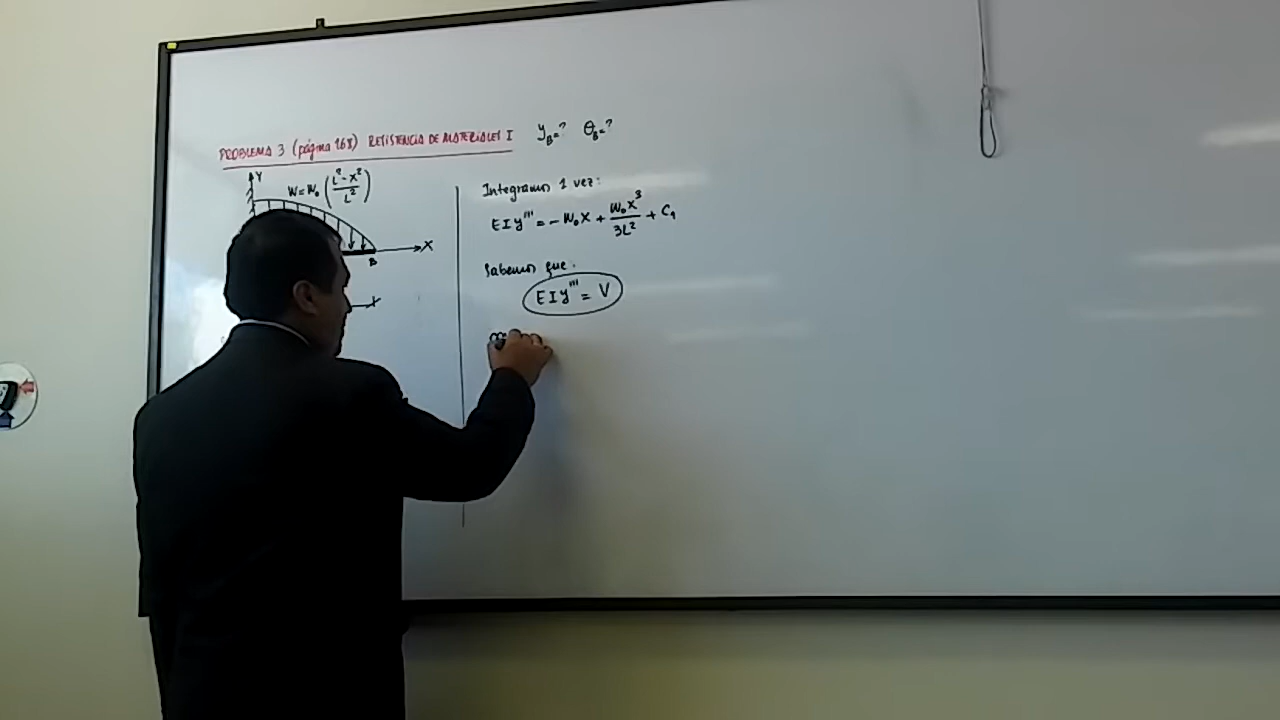 PROBLEMA 3 (página 168) RESISTENCIA DE MATERIALES I y_B=? θ_B=?
Y
W=W₀(L²-x²/L²)
X
B
Integramos 1 vez:
EIy''' = -W₀x + W₀x³/3L² + C₁
Sabemos que:
EIy''' = V